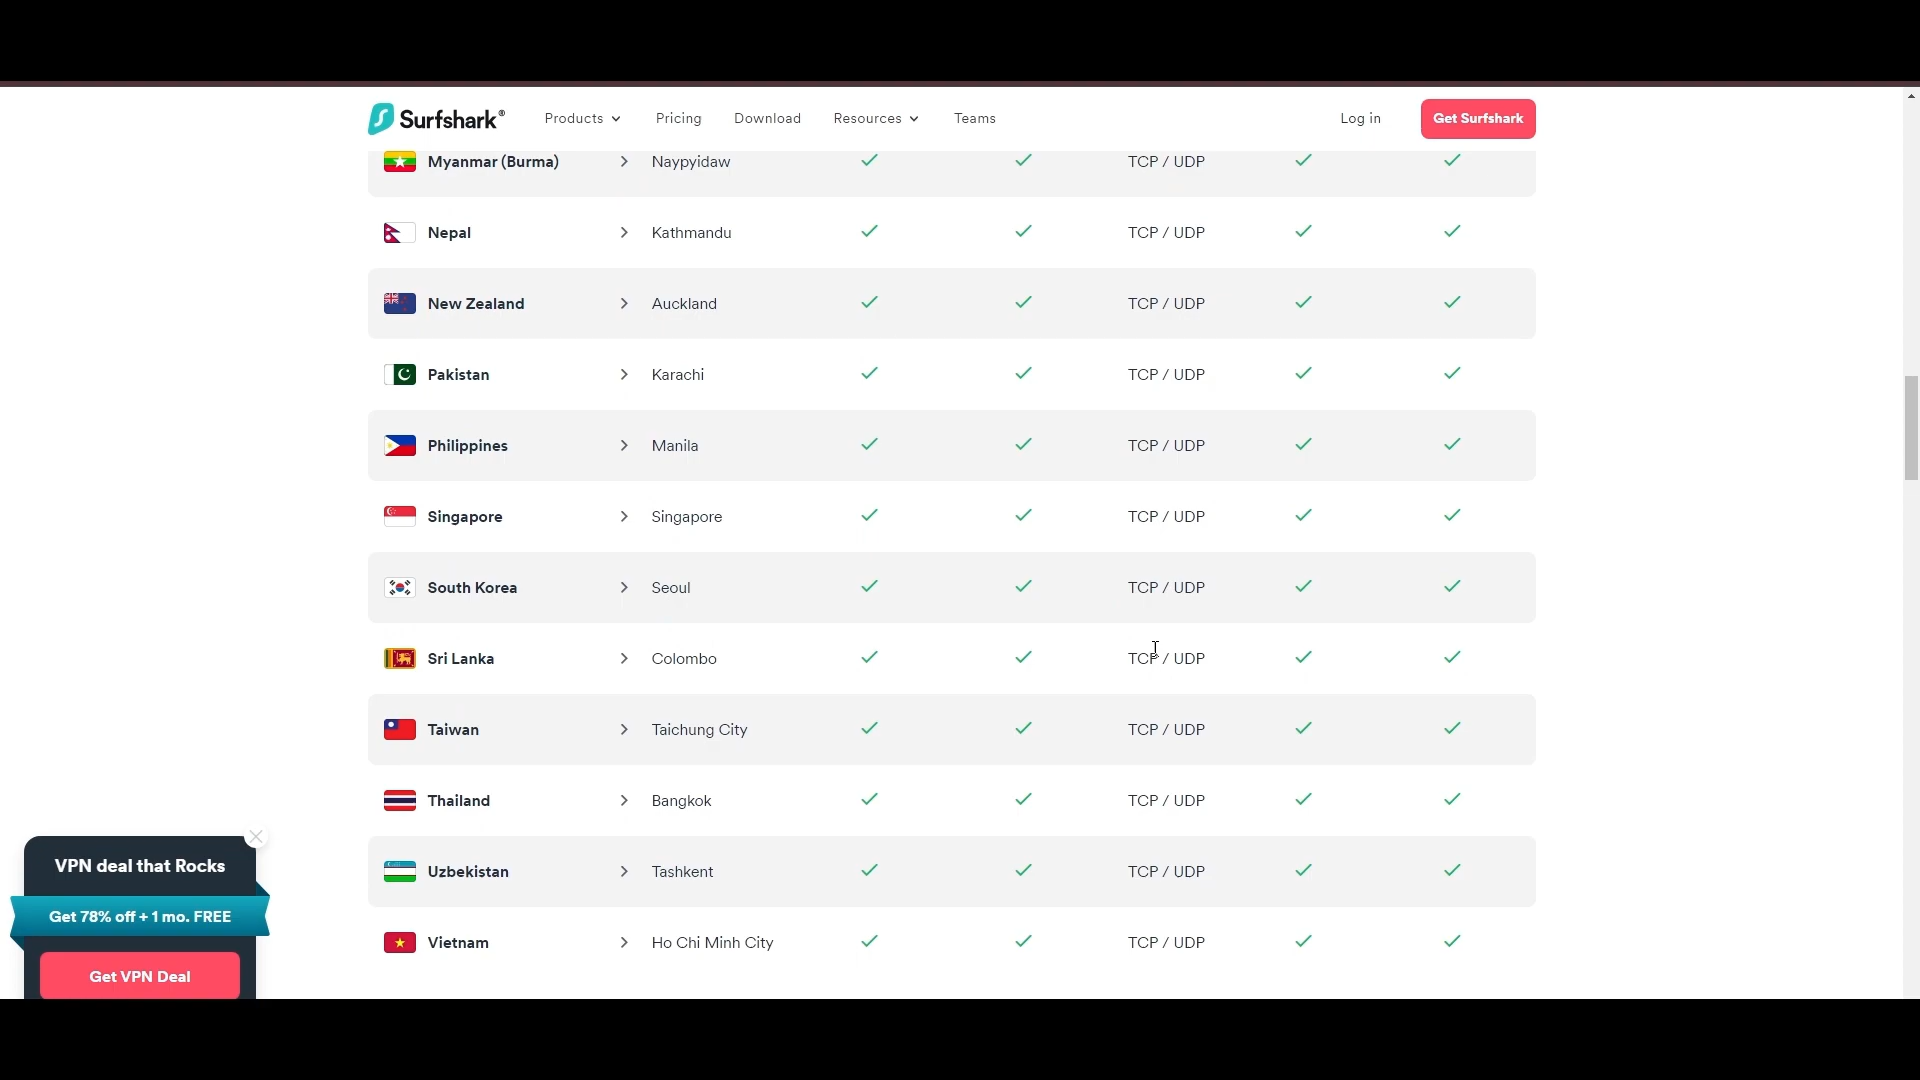 Surfshark®
Products
Pricing
Download
Resources
Teams
Log in
Get Surfshark
Myanmar (Burma) Naypyidaw TCP / UDP
Nepal Kathmandu TCP / UDP
New Zealand Auckland TCP / UDP
Pakistan Karachi TCP / UDP
Philippines Manila TCP / UDP
Singapore Singapore TCP / UDP
South Korea Seoul TCP / UDP
Sri Lanka Colombo TCP / UDP
Taiwan Taichung City TCP / UDP
Thailand Bangkok TCP / UDP
Uzbekistan Tashkent TCP / UDP
Vietnam Ho Chi Minh City TCP / UDP
VPN deal that Rocks
Get 78% off + 1 mo. FREE
Get VPN Deal